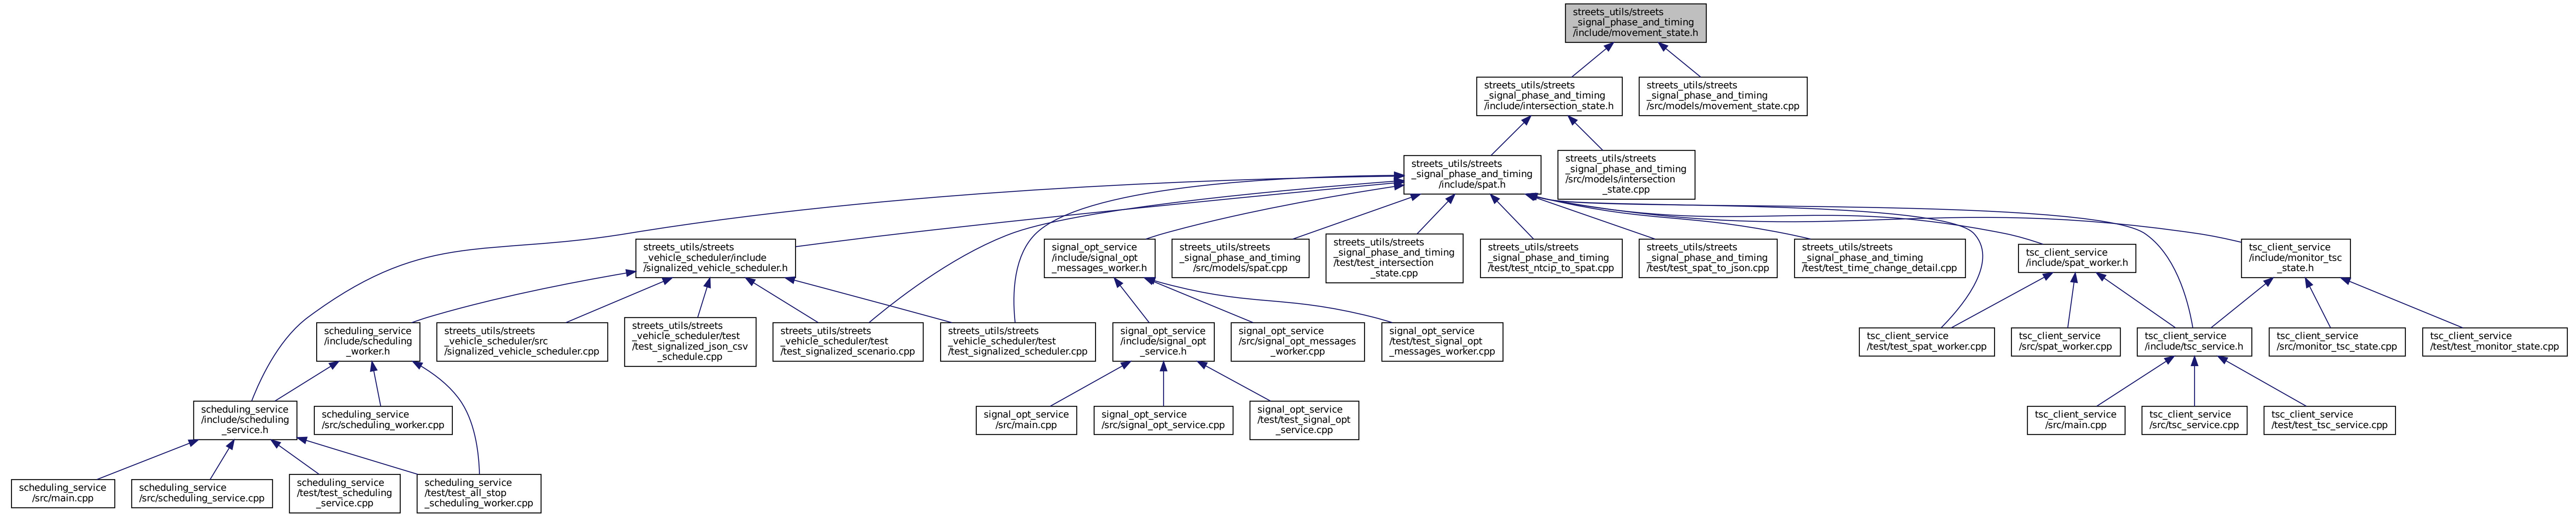 streets_utils/streets
_signal_phase_and_timing
/include/movement_state.h
streets_utils/streets
_signal_phase_and_timing
/include/intersection_state.h
streets_utils/streets
_signal_phase_and_timing
/src/models/movement_state.cpp
streets_utils/streets
_signal_phase_and_timing
/include/spat.h
streets_utils/streets
_signal_phase_and_timing
/src/models/intersection
_state.cpp
streets_utils/streets
_vehicle_scheduler/include
/signalized_vehicle_scheduler.h
signal_opt_service
/include/signal_opt
_messages_worker.h
streets_utils/streets
_signal_phase_and_timing
/src/models/spat.cpp
streets_utils/streets
_signal_phase_and_timing
/test/test_intersection
_state.cpp
streets_utils/streets
_signal_phase_and_timing
/test/test_ntcip_to_spat.cpp
streets_utils/streets
_signal_phase_and_timing
/test/test_spat_to_json.cpp
streets_utils/streets
_signal_phase_and_timing
/test/test_time_change_detail.cpp
tsc_client_service
/include/spat_worker.h
tsc_client_service
/include/monitor_tsc
_state.h
scheduling_service
/include/scheduling
_worker.h
streets_utils/streets
_vehicle_scheduler/src
/signalized_vehicle_scheduler.cpp
streets_utils/streets
_vehicle_scheduler/test
/test_signalized_json_csv
_schedule.cpp
streets_utils/streets
_vehicle_scheduler/test
/test_signalized_scenario.cpp
streets_utils/streets
_vehicle_scheduler/test
/test_signalized_scheduler.cpp
signal_opt_service
/include/signal_opt
_service.h
signal_opt_service
/src/signal_opt_messages
_worker.cpp
signal_opt_service
/test/test_signal_opt
_messages_worker.cpp
tsc_client_service
/test/test_spat_worker.cpp
tsc_client_service
/src/spat_worker.cpp
tsc_client_service
/include/tsc_service.h
tsc_client_service
/src/monitor_tsc_state.cpp
tsc_client_service
/test/test_monitor_state.cpp
scheduling_service
/include/scheduling
_service.h
scheduling_service
/src/scheduling_worker.cpp
signal_opt_service
/src/main.cpp
signal_opt_service
/src/signal_opt_service.cpp
signal_opt_service
/test/test_signal_opt
_service.cpp
tsc_client_service
/src/main.cpp
tsc_client_service
/src/tsc_service.cpp
tsc_client_service
/test/test_tsc_service.cpp
scheduling_service
/src/main.cpp
scheduling_service
/src/scheduling_service.cpp
scheduling_service
/test/test_scheduling
_service.cpp
scheduling_service
/test/test_all_stop
_scheduling_worker.cpp